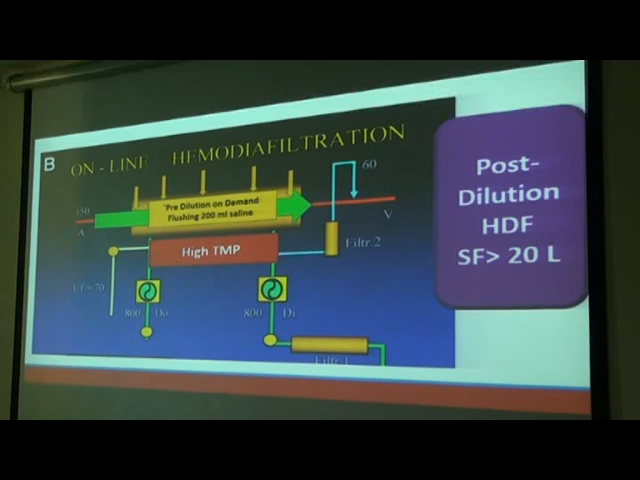 B
ON - LINE HEMODIAFILTRATION
60
350
"Pre Dilution on Demand
Flushing 200 ml saline
A
V
High TMP
Filtr.2
Uf=70
800 Do
800 Di
Filtr.1
Post-
Dilution
HDF
SF> 20 L